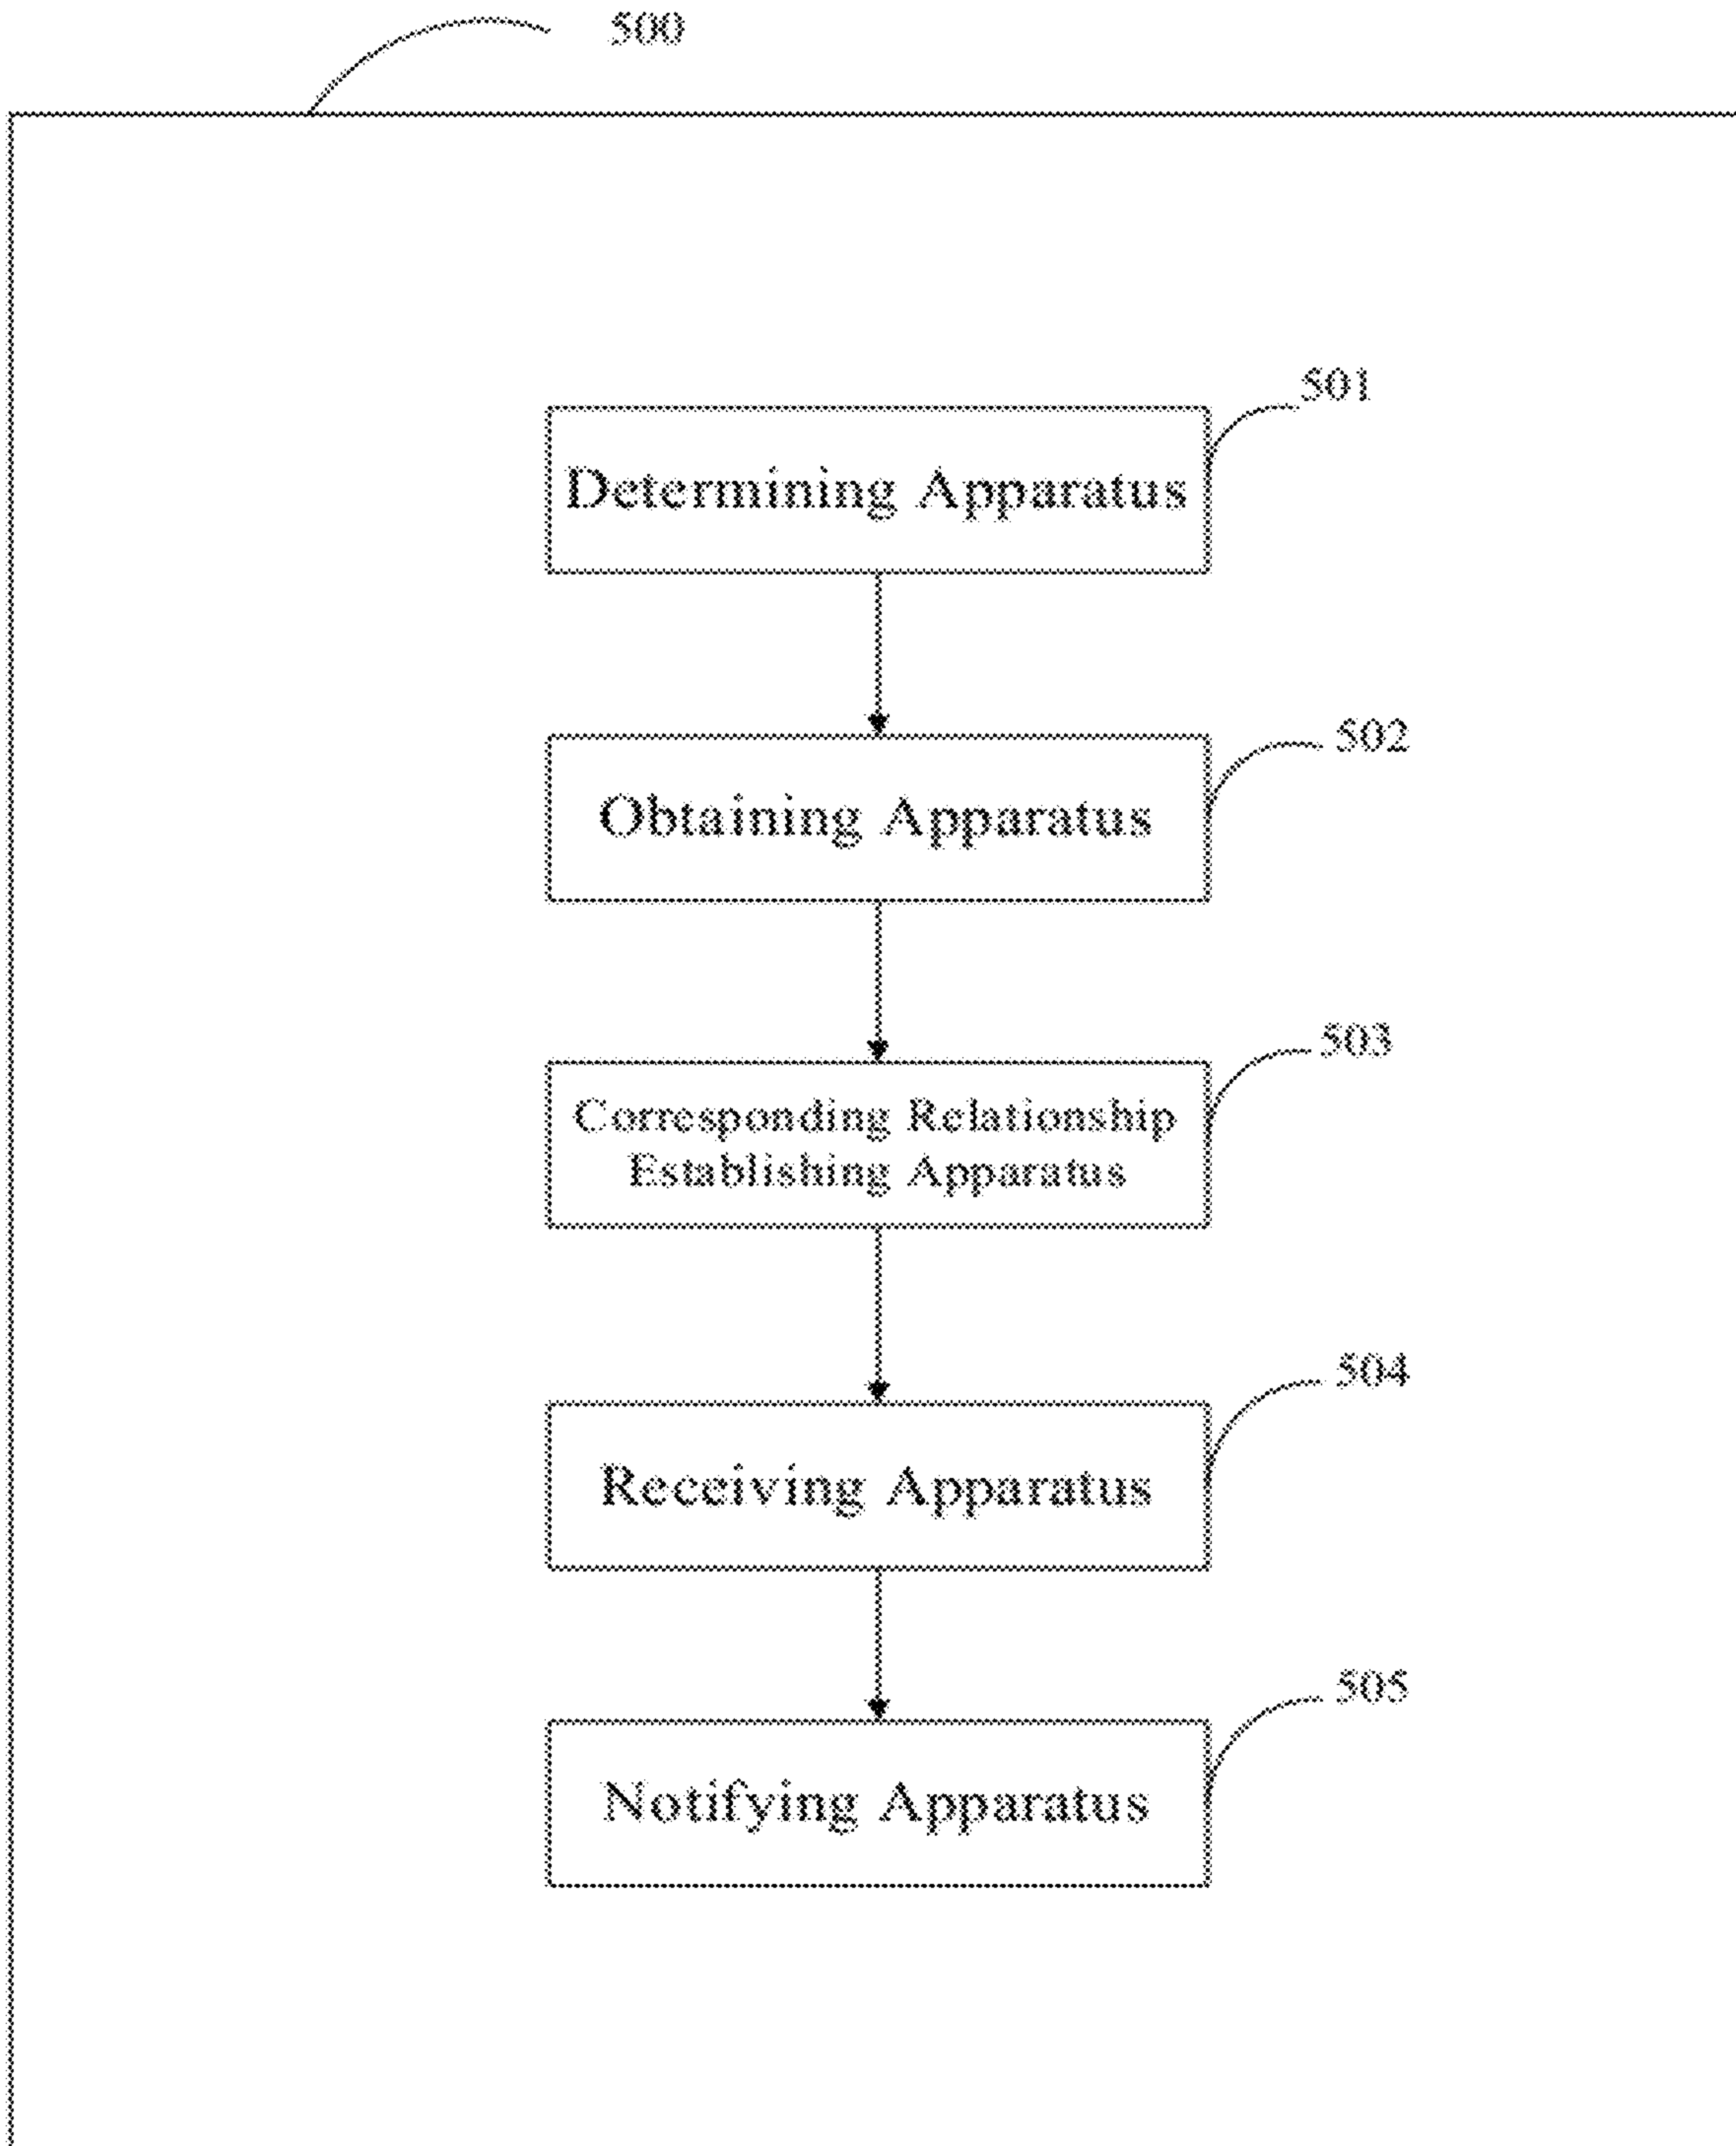 500
501
Determining Apparatus
502
Obtaining Apparatus
503
Corresponding Relationship
Establishing Apparatus
504
Receiving Apparatus
505
Notifying Apparatus